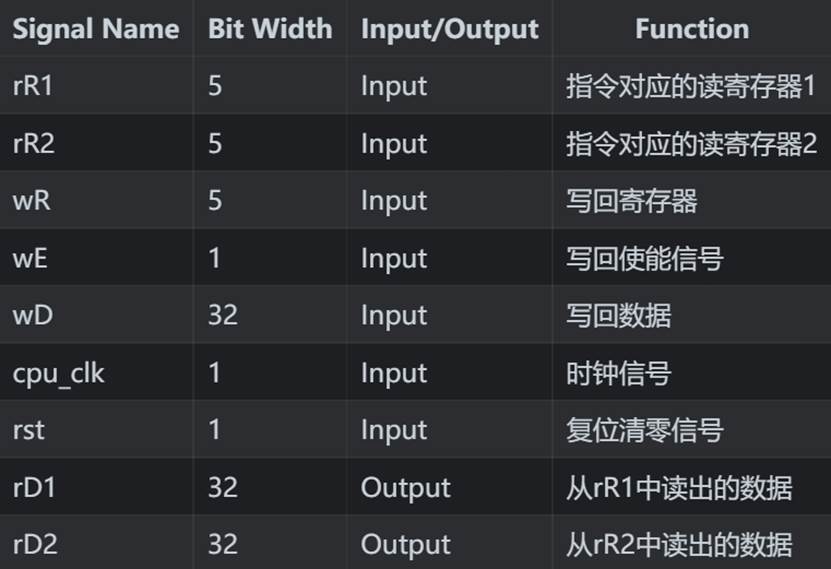 Signal Name Bit Width Input/Output Function
rR1 5 Input 指令对应的读寄存器1
rR2 5 Input 指令对应的读寄存器2
wR 5 Input 写回寄存器
wE 1 Input 写回使能信号
wD 32 Input 写回数据
cpu_clk 1 Input 时钟信号
rst 1 Input 复位清零信号
rD1 32 Output 从rR1中读出的数据
rD2 32 Output 从rR2中读出的数据